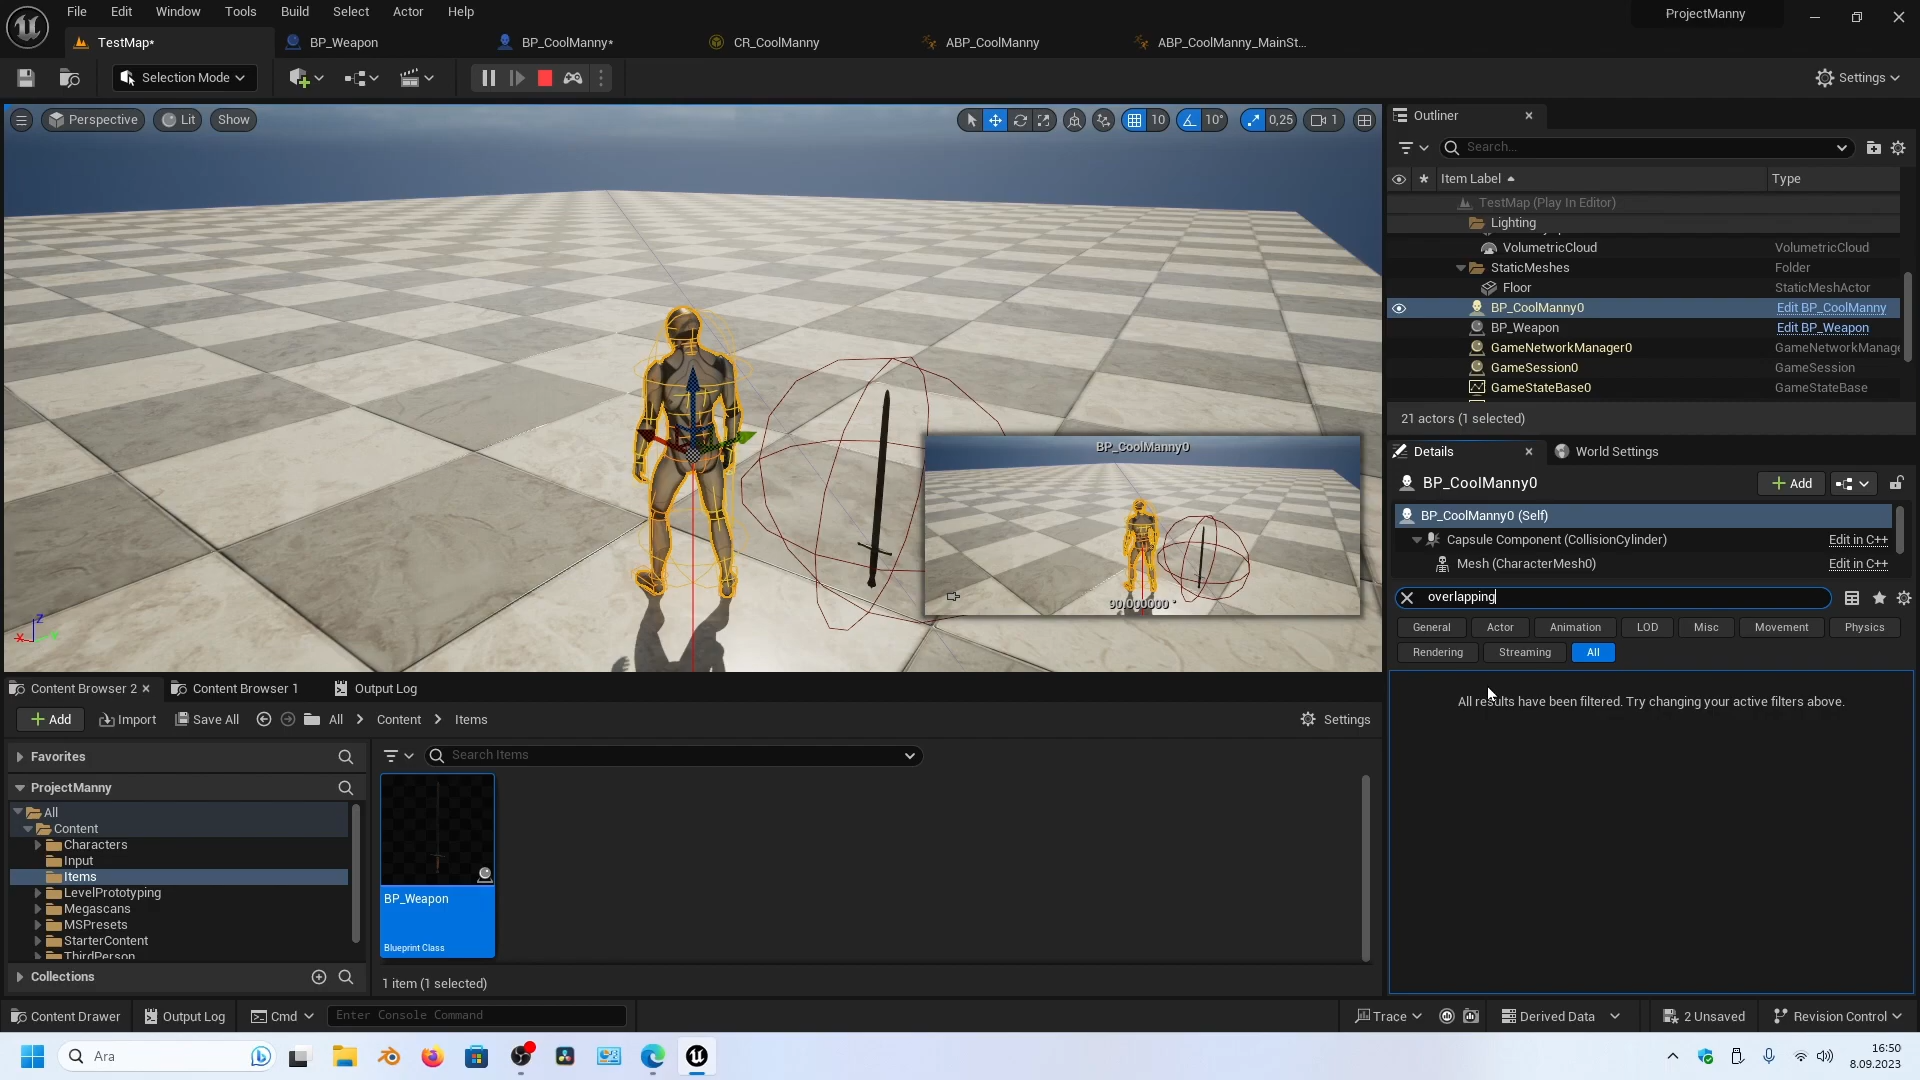 File Edit Window Tools Build Select Actor Help
ProjectManny
TestMap*
BP_Weapon
BP_CoolManny*
CR_CoolManny
ABP_CoolManny
ABP_CoolManny_MainSt...
Selection Mode
Settings
Perspective
Lit
Show
10
10°
0,25
1
BP_CoolManny0
90,000000 °
Z
X
Outliner
Search...
Item Label
Type
TestMap (Play In Editor)
Lighting
VolumetricCloud VolumetricCloud
StaticMeshes Folder
Floor StaticMeshActor
BP_CoolManny0 Edit BP_CoolManny
BP_Weapon Edit BP_Weapon
GameNetworkManager0 GameNetworkManage
GameSession0 GameSession
GameStateBase0 GameStateBase
21 actors (1 selected)
Details
World Settings
BP_CoolManny0
Add
BP_CoolManny0 (Self)
Capsule Component (CollisionCylinder) Edit in C++
Mesh (CharacterMesh0) Edit in C++
overlapping
General Actor Animation LOD Misc Movement Physics
Rendering Streaming All
All results have been filtered. Try changing your active filters above.
Content Browser 2
Content Browser 1
Output Log
Add
Import
Save All
All
Content
Items
Settings
Favorites
Search Items
ProjectManny
All
Content
Characters
Input
Items
LevelPrototyping
Megascans
MSPresets
StarterContent
ThirdPerson
Collections
BP_Weapon
Blueprint Class
1 item (1 selected)
Content Drawer
Output Log
Cmd
Enter Console Command
Trace
Derived Data
2 Unsaved
Revision Control
Ara
16:50
8.09.2023